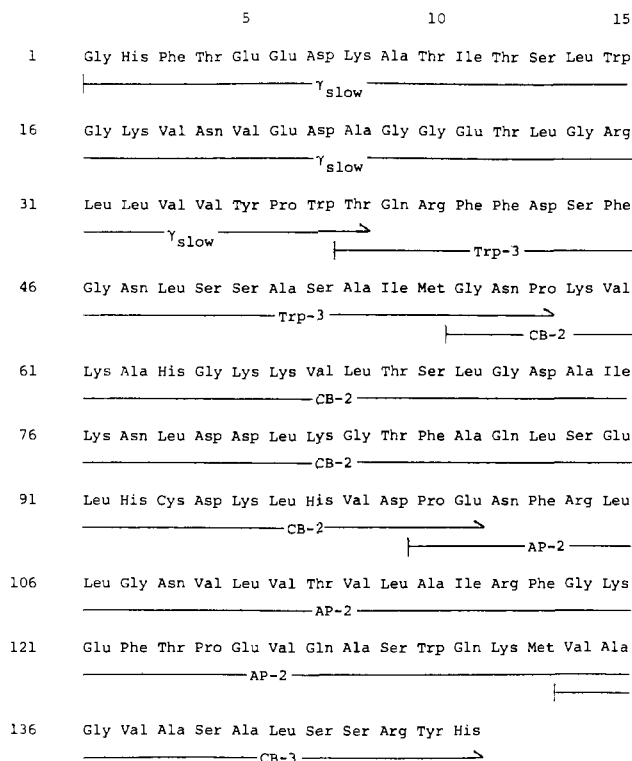 5 10 15
1 Gly His Phe Thr Glu Glu Asp Lys Ala Thr Ile Thr Ser Leu Trp
γslow
16 Gly Lys Val Asn Val Glu Asp Ala Gly Gly Glu Thr Leu Gly Arg
γslow
31 Leu Leu Val Val Tyr Pro Trp Thr Gln Arg Phe Phe Asp Ser Phe
γslow
Trp-3
46 Gly Asn Leu Ser Ser Ala Ser Ala Ile Met Gly Asn Pro Lys Val
Trp-3
CB-2
61 Lys Ala His Gly Lys Lys Val Leu Thr Ser Leu Gly Asp Ala Ile
CB-2
76 Lys Asn Leu Asp Asp Leu Lys Gly Thr Phe Ala Gln Leu Ser Glu
CB-2
91 Leu His Cys Asp Lys Leu His Val Asp Pro Glu Asn Phe Arg Leu
CB-2
AP-2
106 Leu Gly Asn Val Leu Val Thr Val Leu Ala Ile Arg Phe Gly Lys
AP-2
121 Glu Phe Thr Pro Glu Val Gln Ala Ser Trp Gln Lys Met Val Ala
AP-2
136 Gly Val Ala Ser Ala Leu Ser Ser Arg Tyr His
CB-3